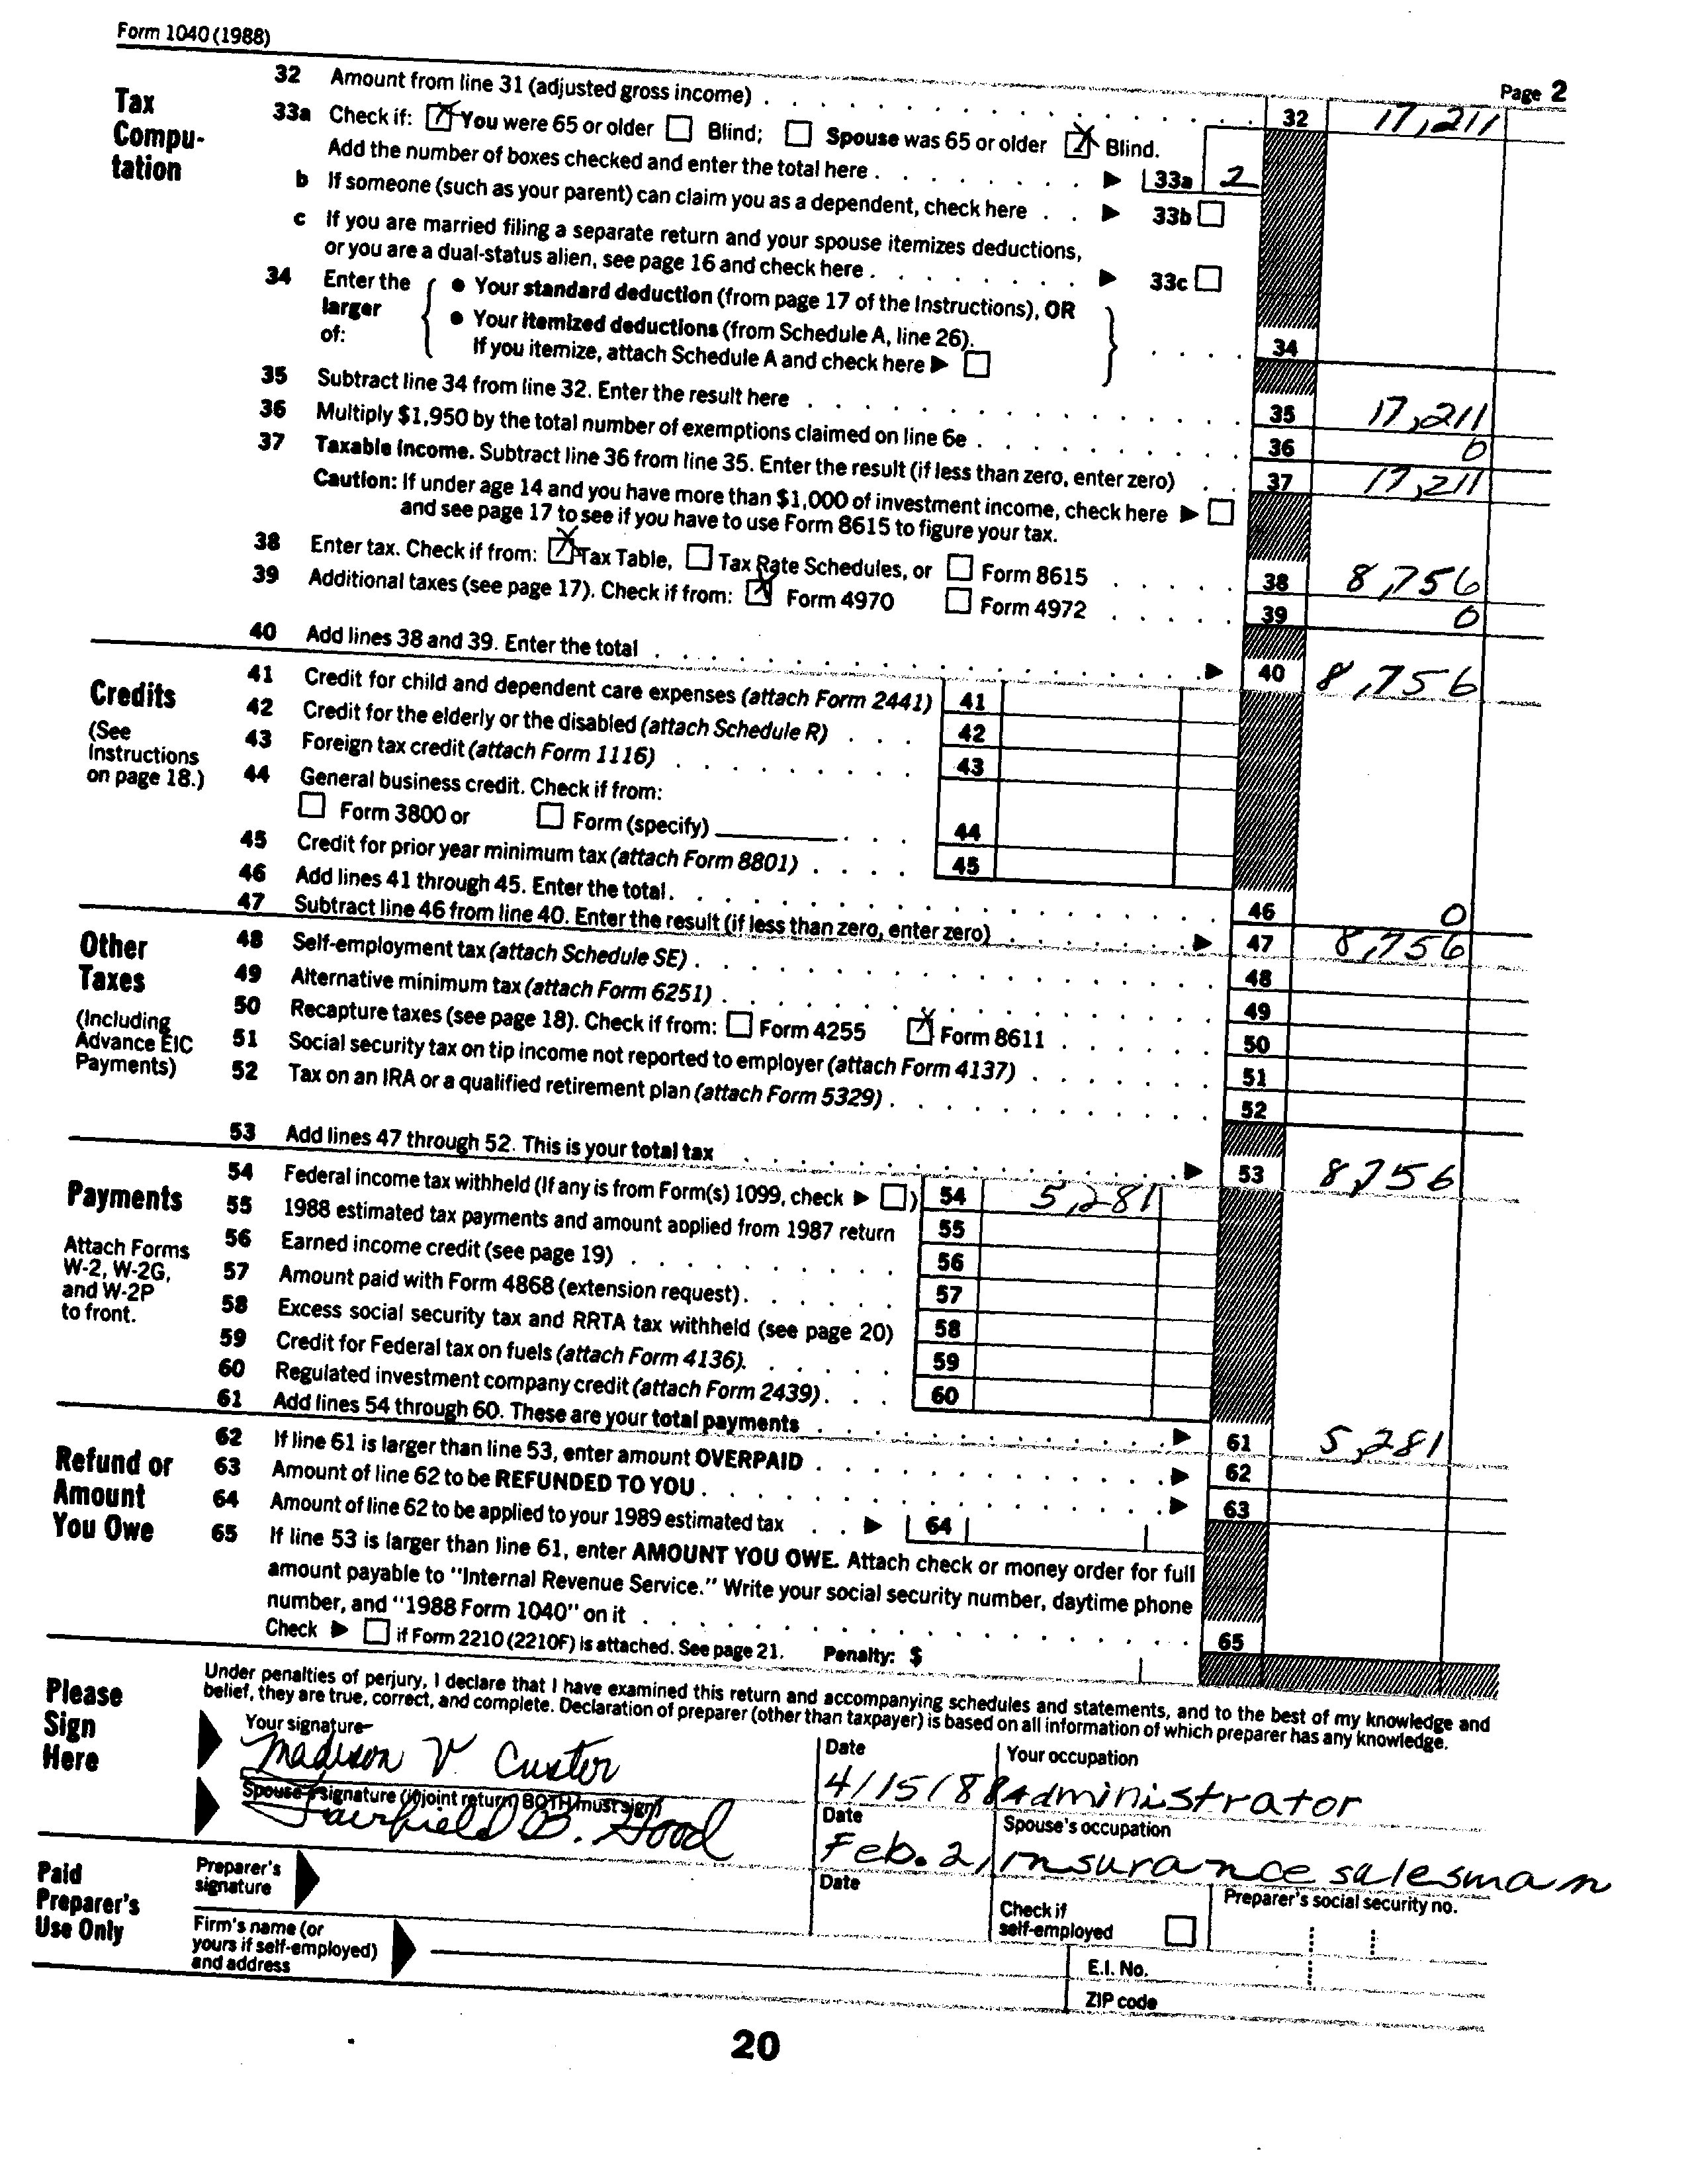 Form 1040 (1988)
Page 2
Tax Compu-tation
32 Amount from line 31 (adjusted gross income) . . . . . . . . . . . . . . 32 17,211
33a Check if: [X] You were 65 or older [ ] Blind; [ ] Spouse was 65 or older [X] Blind.
Add the number of boxes checked and enter the total here . . . . . . . . ▶ 33a 2
b If someone (such as your parent) can claim you as a dependent, check here . . ▶ 33b [ ]
c If you are married filing a separate return and your spouse itemizes deductions,
or you are a dual-status alien, see page 16 and check here . . . . . . . ▶ 33c [ ]
34 Enter the larger of: { ● Your standard deduction (from page 17 of the Instructions), OR
● Your itemized deductions (from Schedule A, line 26).
If you itemize, attach Schedule A and check here ▶ [ ] } . . . . 34
35 Subtract line 34 from line 32. Enter the result here . . . . . . . . . . 35 17,211
36 Multiply $1,950 by the total number of exemptions claimed on line 6e . . . . . . 36 0
37 Taxable income. Subtract line 36 from line 35. Enter the result (if less than zero, enter zero) . . 37 17,211
Caution: If under age 14 and you have more than $1,000 of investment income, check here ▶ [ ]
and see page 17 to see if you have to use Form 8615 to figure your tax.
38 Enter tax. Check if from: [X] Tax Table, [ ] Tax Rate Schedules, or [ ] Form 8615 . . . . . 38 8,756
39 Additional taxes (see page 17). Check if from: [X] Form 4970 [ ] Form 4972 . . . . . 39 0
40 Add lines 38 and 39. Enter the total . . . . . . . . . . ▶ 40 8,756
Credits
(See Instructions on page 18.)
41 Credit for child and dependent care expenses (attach Form 2441) 41
42 Credit for the elderly or the disabled (attach Schedule R) . . . 42
43 Foreign tax credit (attach Form 1116) . . . . . . . . . 43
44 General business credit. Check if from:
[ ] Form 3800 or [ ] Form (specify) ________ . . . 44
45 Credit for prior year minimum tax (attach Form 8801) . . . . 45
46 Add lines 41 through 45. Enter the total . . . . . . . . . . 46 0
47 Subtract line 46 from line 40. Enter the result (if less than zero, enter zero) . . . . . ▶ 47 8,756
Other Taxes
(Including Advance EIC Payments)
48 Self-employment tax (attach Schedule SE) . . . . . . . . . . 48
49 Alternative minimum tax (attach Form 6251) . . . . . . . . . . 49
50 Recapture taxes (see page 18). Check if from: [ ] Form 4255 [X] Form 8611 . . . . . . 50
51 Social security tax on tip income not reported to employer (attach Form 4137) . . . . . . 51
52 Tax on an IRA or a qualified retirement plan (attach Form 5329) . . . . . . . . . 52
53 Add lines 47 through 52. This is your total tax . . . . . . . . . . ▶ 53 8,756
Payments
Attach Forms W-2, W-2G, and W-2P to front.
54 Federal income tax withheld (If any is from Form(s) 1099, check ▶ [ ]) 54 5,281
55 1988 estimated tax payments and amount applied from 1987 return 55
56 Earned income credit (see page 19) . . . . . . . . . 56
57 Amount paid with Form 4868 (extension request) . . . . . . 57
58 Excess social security tax and RRTA tax withheld (see page 20) 58
59 Credit for Federal tax on fuels (attach Form 4136). . . . . . 59
60 Regulated investment company credit (attach Form 2439) . . . 60
61 Add lines 54 through 60. These are your total payments . . . . . . . . ▶ 61 5,281
Refund or Amount You Owe
62 If line 61 is larger than line 53, enter amount OVERPAID . . . . . . . . ▶ 62
63 Amount of line 62 to be REFUNDED TO YOU . . . . . . . . . . ▶ 63
64 Amount of line 62 to be applied to your 1989 estimated tax . . ▶ 64
65 If line 53 is larger than line 61, enter AMOUNT YOU OWE. Attach check or money order for full
amount payable to "Internal Revenue Service." Write your social security number, daytime phone
number, and "1988 Form 1040" on it . . . . . . . . . . 65
Check ▶ [ ] if Form 2210 (2210F) is attached. See page 21. Penalty: $
Please Sign Here
Under penalties of perjury, I declare that I have examined this return and accompanying schedules and statements, and to the best of my knowledge and
belief, they are true, correct, and complete. Declaration of preparer (other than taxpayer) is based on all information of which preparer has any knowledge.
Your signature Date Your occupation
Madison V. Custer 4/15/88 Administrator
Spouse's signature (if joint return, BOTH must sign) Date Spouse's occupation
Fairfield B. Good Feb. 2, insurance salesman
Paid Preparer's Use Only
Preparer's signature Date Check if self-employed [ ] Preparer's social security no.
Firm's name (or yours if self-employed) and address E.I. No.
ZIP code
20